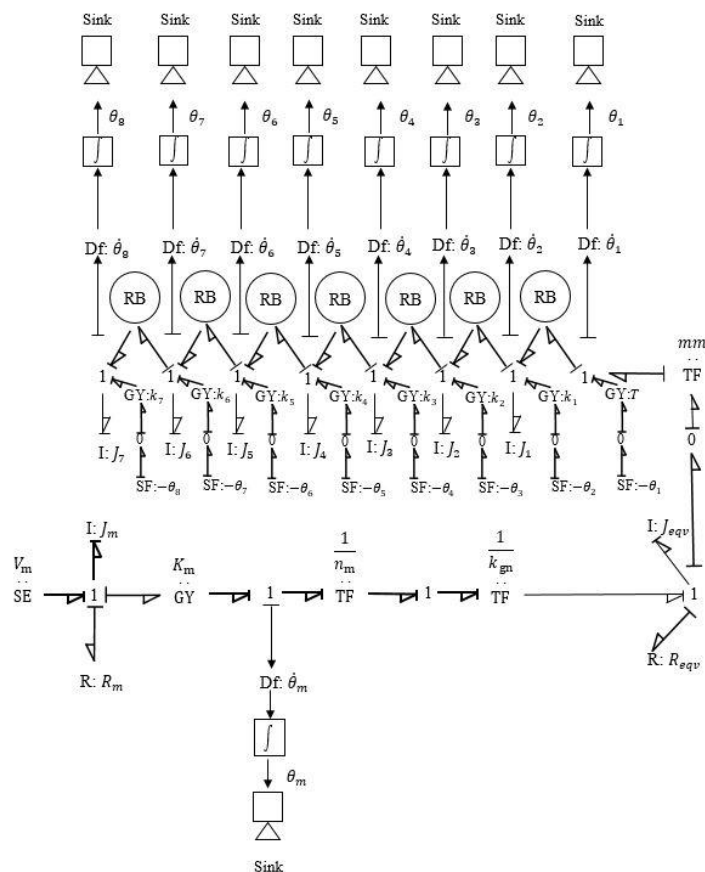 Sink Sink Sink Sink Sink Sink Sink Sink
θ₈ θ₇ θ₆ θ₅ θ₄ θ₃ θ₂ θ₁
∫ ∫ ∫ ∫ ∫ ∫ ∫ ∫
Df: θ̇₈ Df: θ̇₇ Df: θ̇₆ Df: θ̇₅ Df: θ̇₄ Df: θ̇₃ Df: θ̇₂ Df: θ̇₁
RB RB RB RB RB RB RB
mm
..
1 1 1 1 1 1 1 1 TF
GY:k₇ GY:k₆ GY:k₅ GY:k₄ GY:k₃ GY:k₂ GY:k₁ GY:T
0 0 0 0 0 0 0 0 0
I: J₇ I: J₆ I: J₅ I: J₄ I: J₃ I: J₂ I: J₁
SF:−θ₈ SF:−θ₇ SF:−θ₆ SF:−θ₅ SF:−θ₄ SF:−θ₃ SF:−θ₂ SF:−θ₁
I: Jₘ 1/nₘ 1/k_gn I: J_eqv
Vₘ Kₘ
.. .. .. ..
SE 1 GY 1 TF 1 TF 1
R: Rₘ R: R_eqv
Df: θ̇ₘ
∫
θₘ
Sink